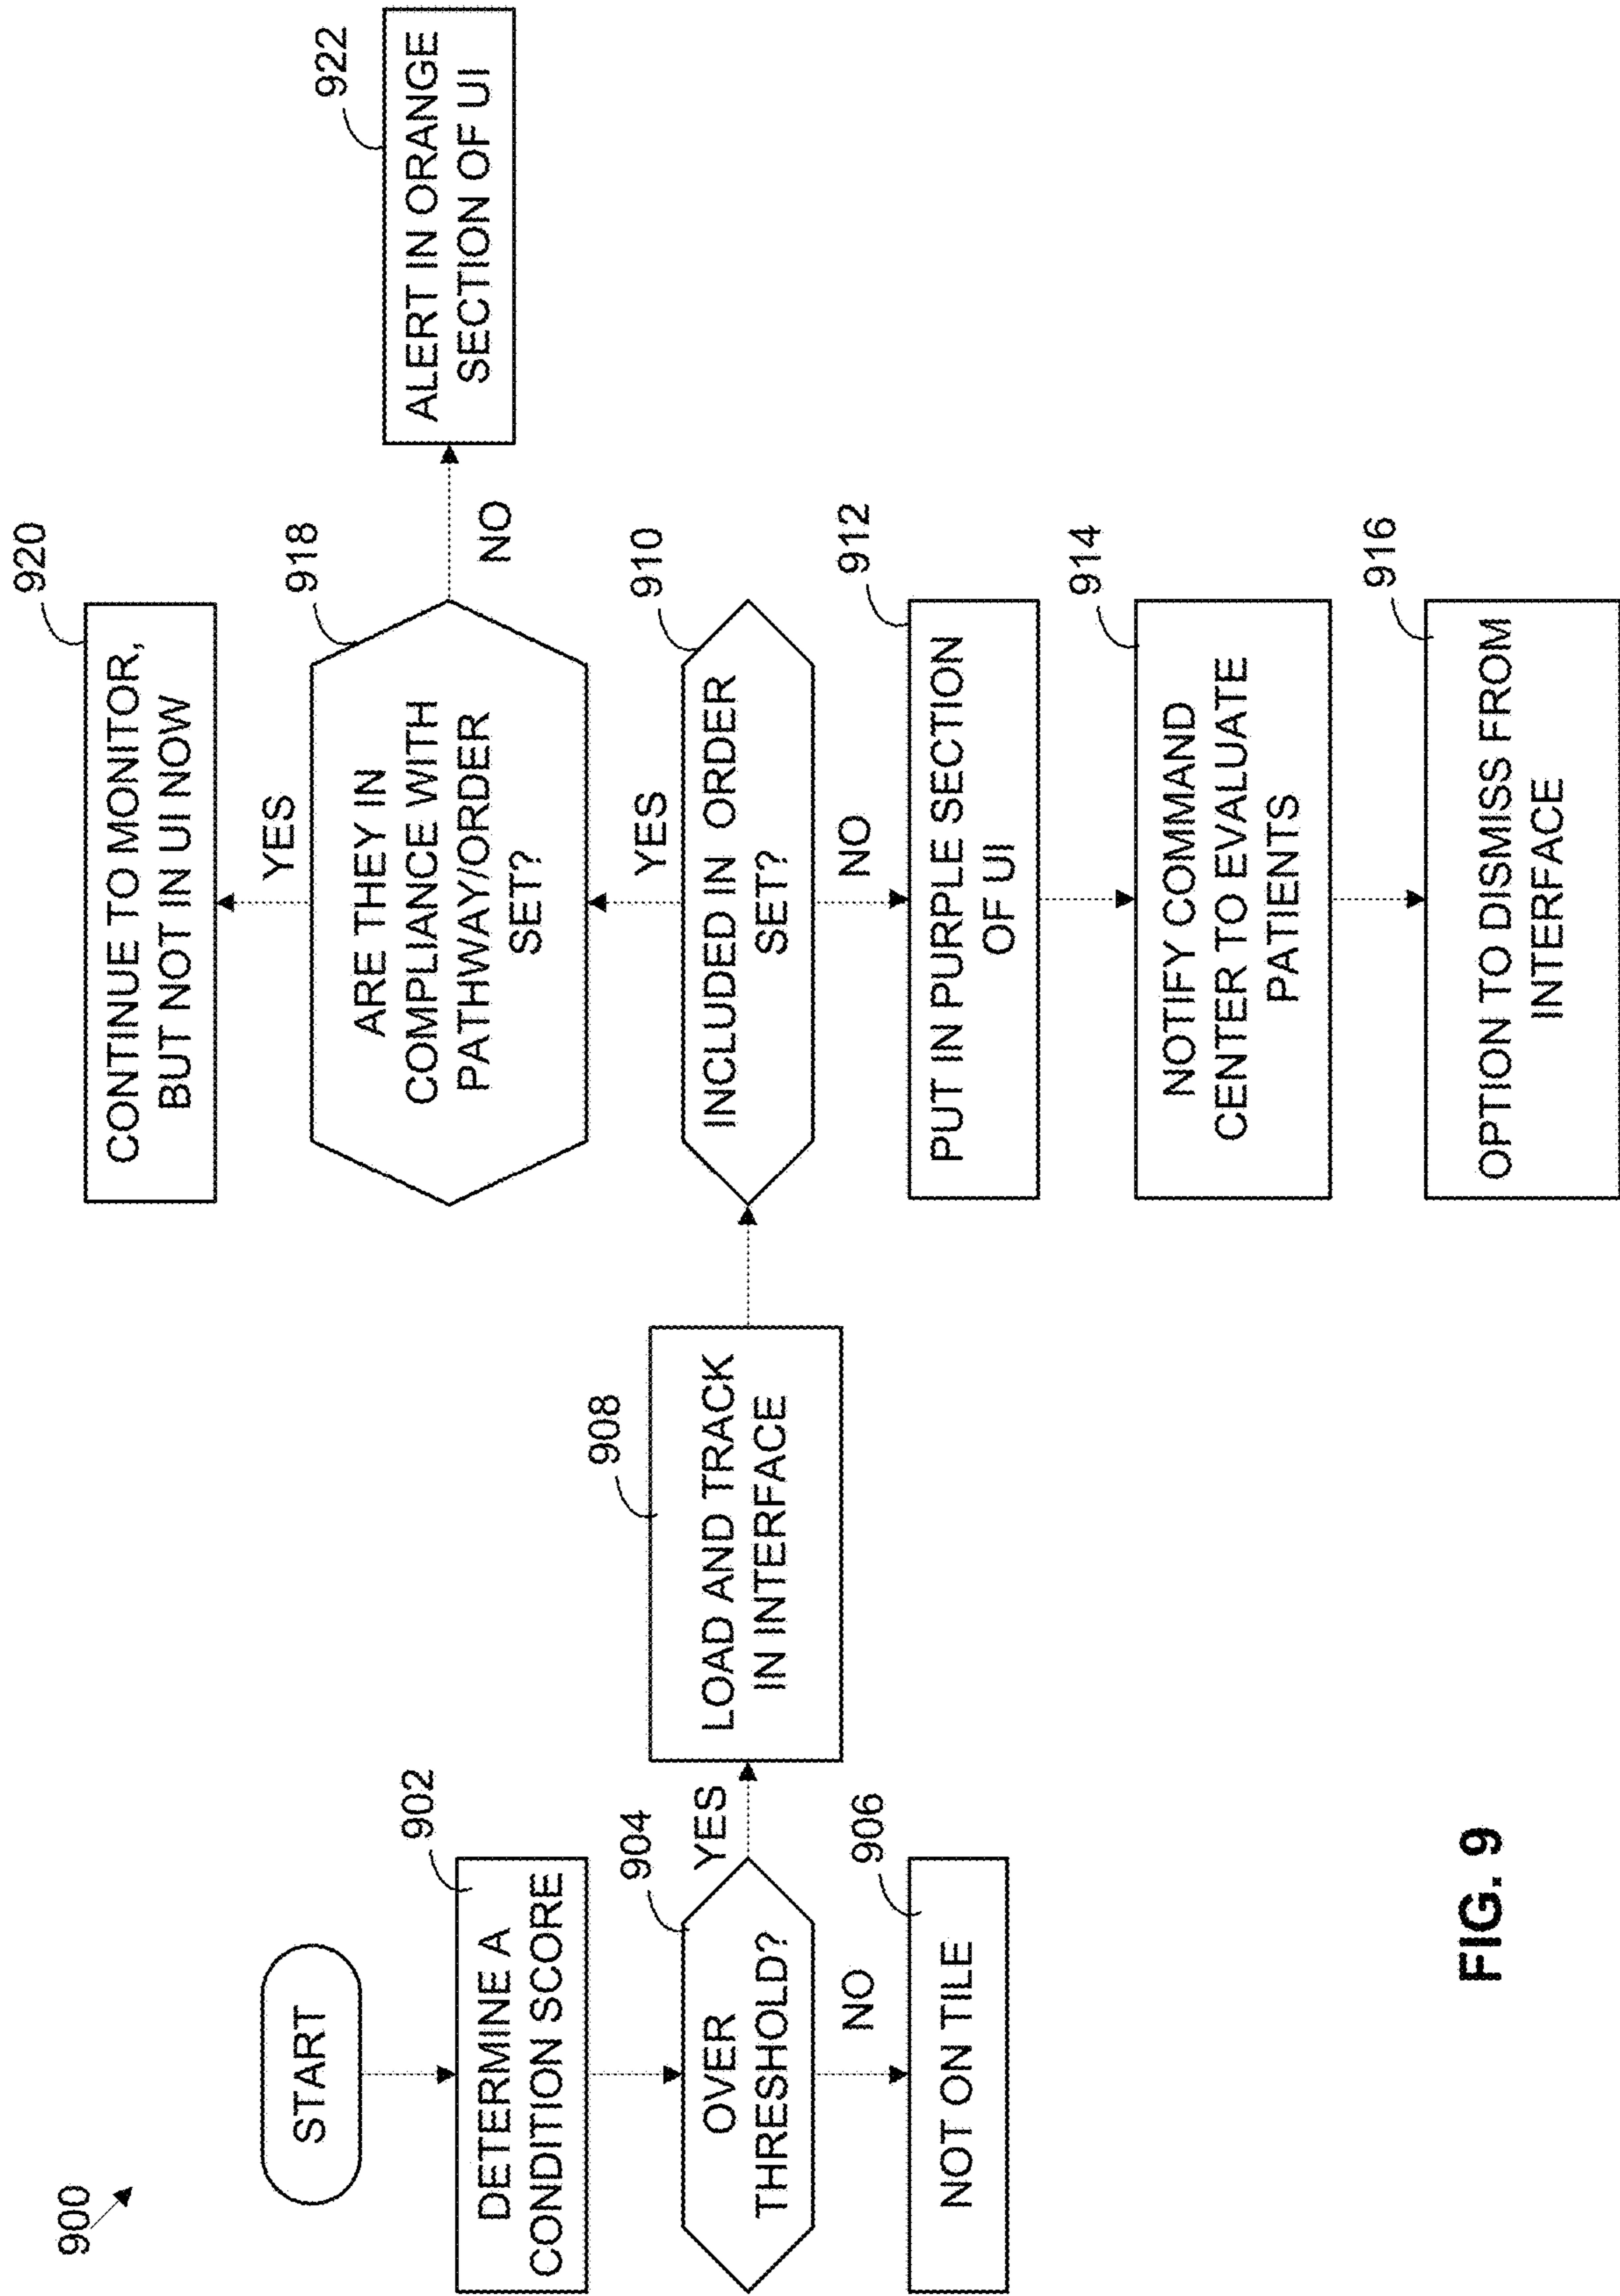 900
START
902
DETERMINE A
CONDITION SCORE
904
OVER
THRESHOLD?
YES
NO
906
NOT ON TILE
908
LOAD AND TRACK
IN INTERFACE
910
INCLUDED IN ORDER
SET?
YES
NO
912
PUT IN PURPLE SECTION
OF UI
914
NOTIFY COMMAND
CENTER TO EVALUATE
PATIENTS
916
OPTION TO DISMISS FROM
INTERFACE
918
ARE THEY IN
COMPLIANCE WITH
PATHWAY/ORDER
SET?
YES
NO
920
CONTINUE TO MONITOR,
BUT NOT IN UI NOW
922
ALERT IN ORANGE
SECTION OF UI
FIG. 9